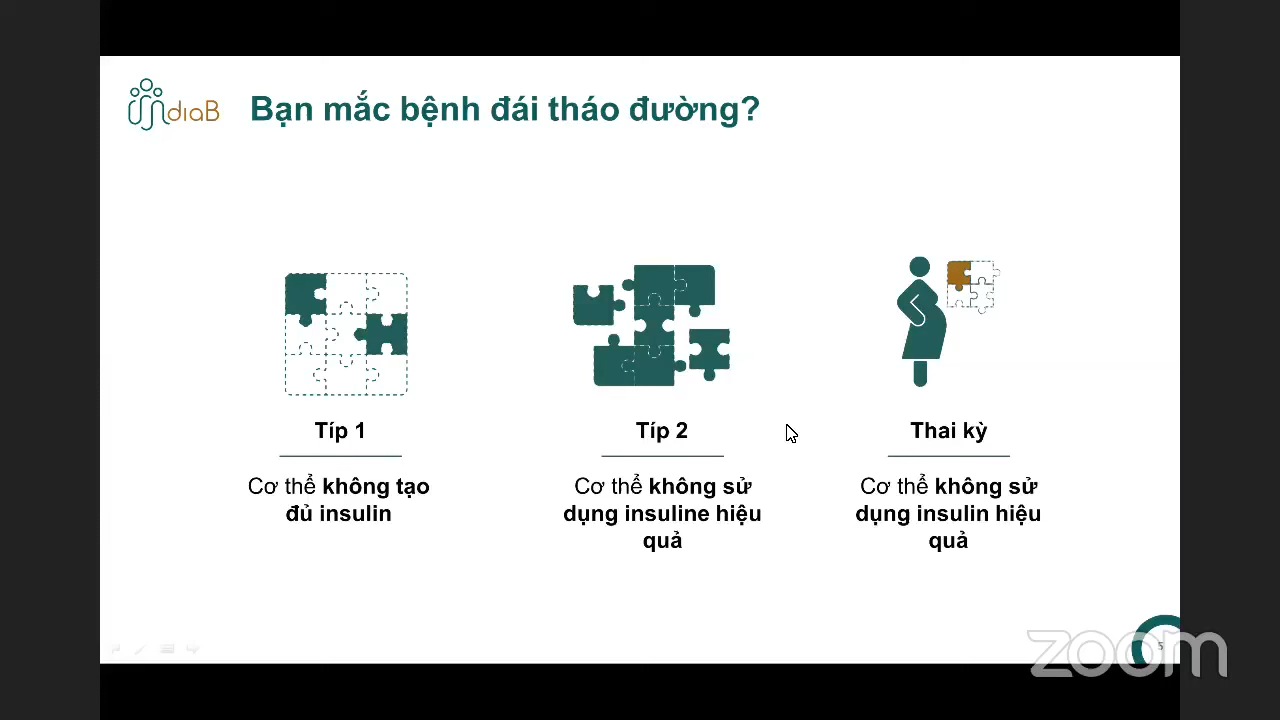 diaB
Bạn mắc bệnh đái tháo đường?
Típ 1
Cơ thể không tạo
đủ insulin
Típ 2
Cơ thể không sử
dụng insuline hiệu
quả
Thai kỳ
Cơ thể không sử
dụng insulin hiệu
quả
5
zoom